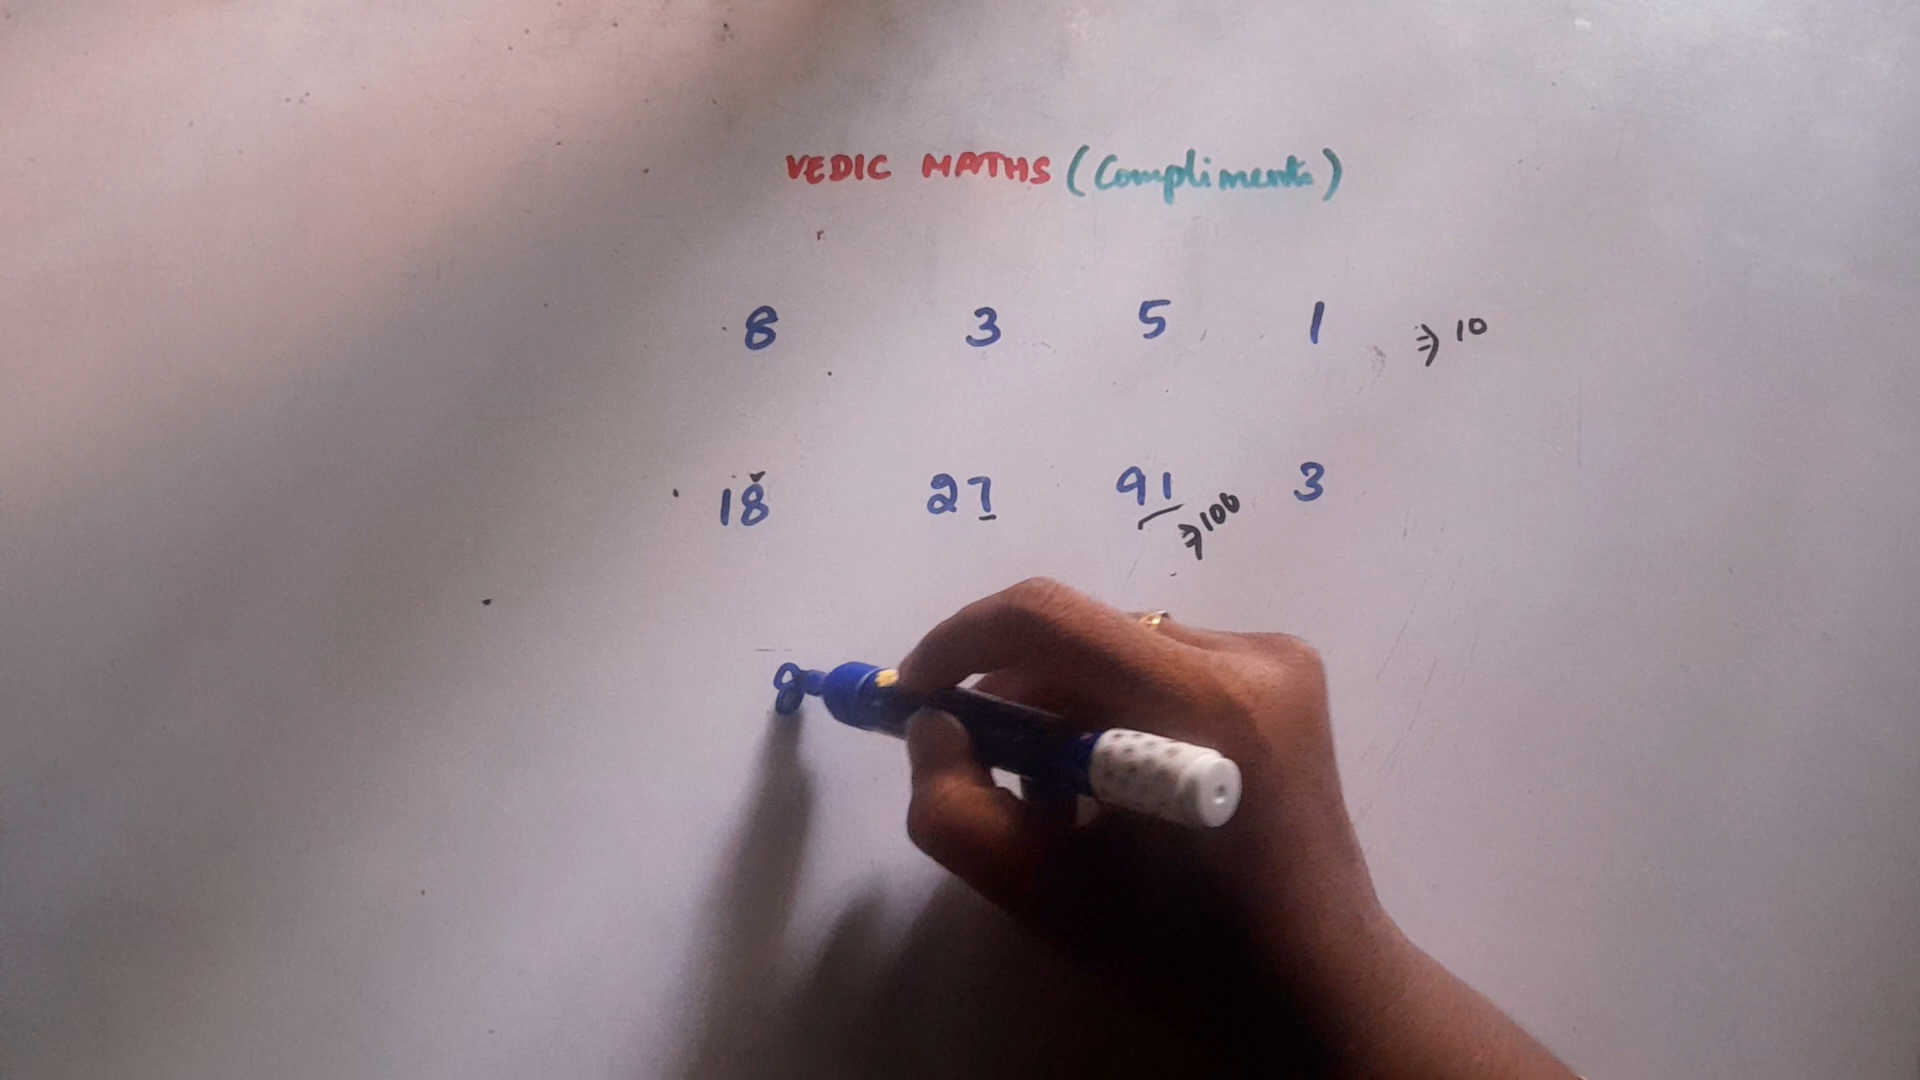 VEDIC MATHS (Compliments)
8 3 5 1 ⇒ 10
18 27 91 ⇒ 100 3
8